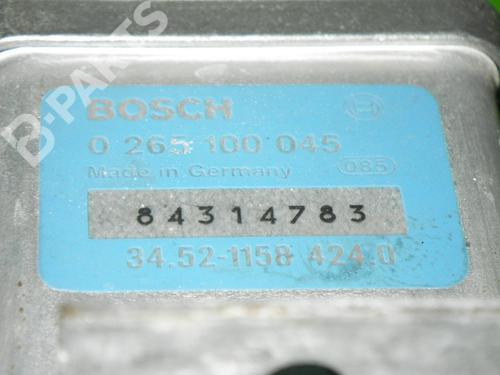 B-PARTS
BOSCH
0 265 100 045
Made in Germany 085
84314783
34.52-1158 424.0